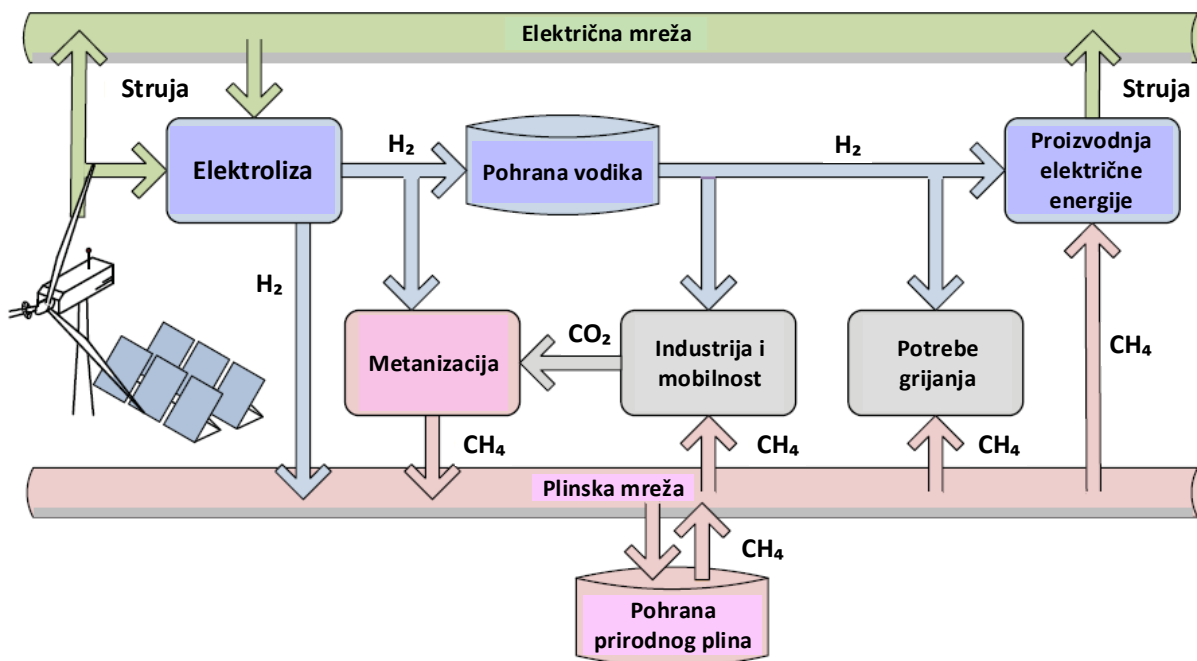 Električna mreža
Struja
Struja
Elektroliza
H₂
Pohrana vodika
H₂
Proizvodnja
električne
energije
H₂
Metanizacija
CO₂
Industrija i
mobilnost
Potrebe
grijanja
CH₄
CH₄
CH₄
CH₄
Plinska mreža
CH₄
Pohrana
prirodnog plina